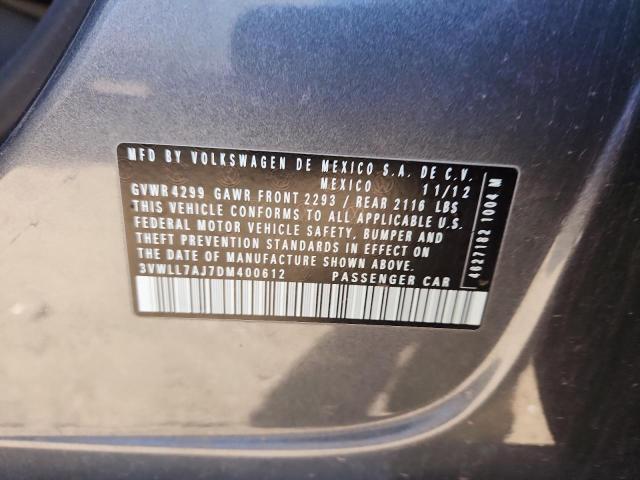 MFD BY VOLKSWAGEN DE MEXICO S.A. DE C.V.
MEXICO 11/12
GVWR 4299 GAWR FRONT 2293 / REAR 2116 LBS
THIS VEHICLE CONFORMS TO ALL APPLICABLE U.S.
FEDERAL MOTOR VEHICLE SAFETY, BUMPER AND
THEFT PREVENTION STANDARDS IN EFFECT ON
THE DATE OF MANUFACTURE SHOWN ABOVE
3VWLL7AJ7DM400612 PASSENGER CAR
4027182 1004 M